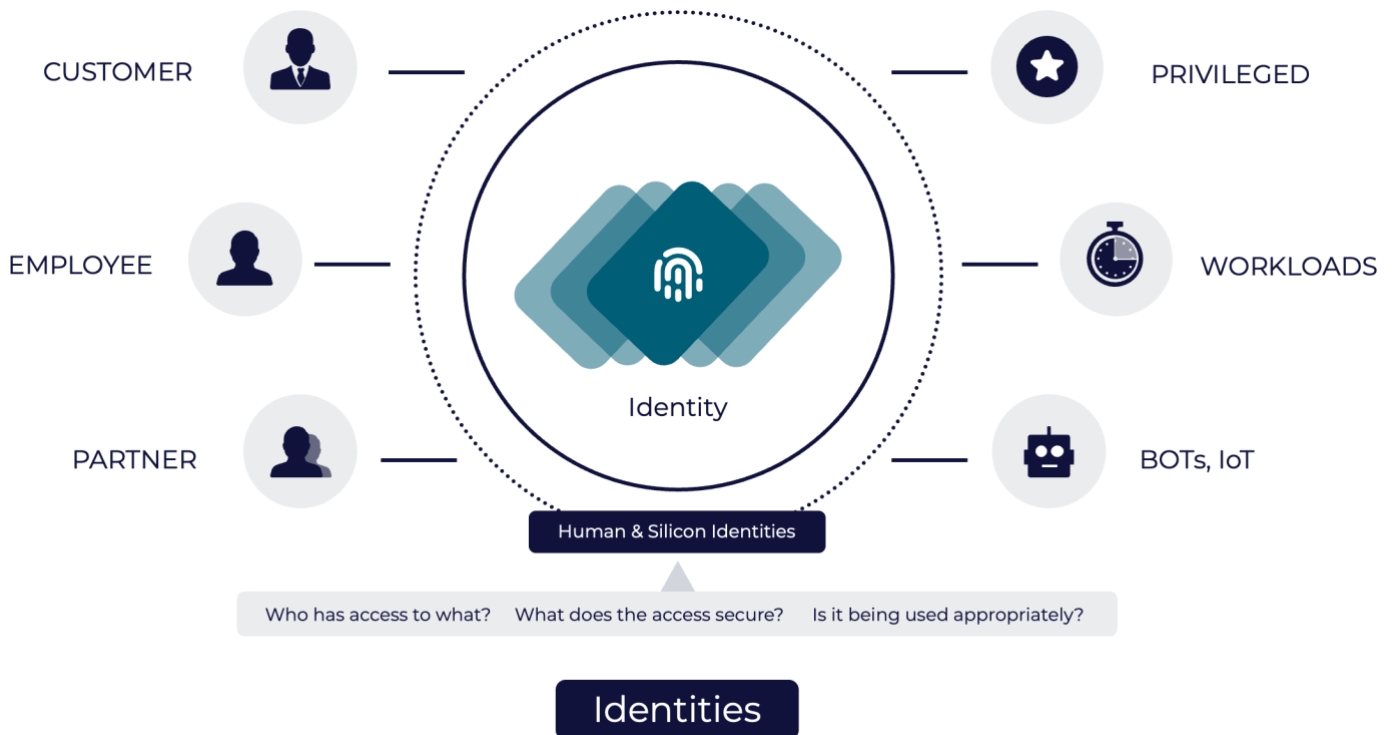 CUSTOMER
PRIVILEGED
EMPLOYEE
WORKLOADS
Identity
PARTNER
BOTs, IoT
Human & Silicon Identities
Who has access to what? What does the access secure? Is it being used appropriately?
Identities